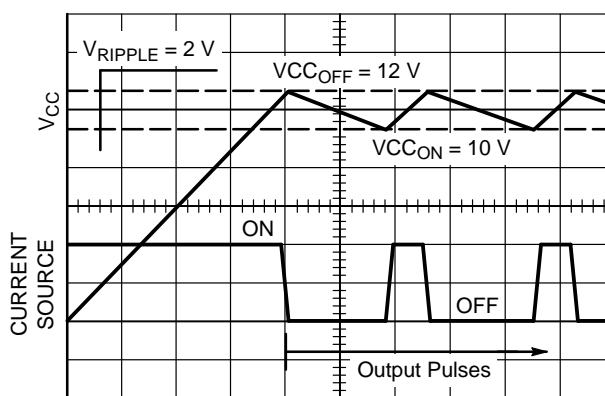 V_RIPPLE = 2 V
VCC_OFF = 12 V
V_CC
VCC_ON = 10 V
ON
CURRENT
SOURCE
OFF
Output Pulses